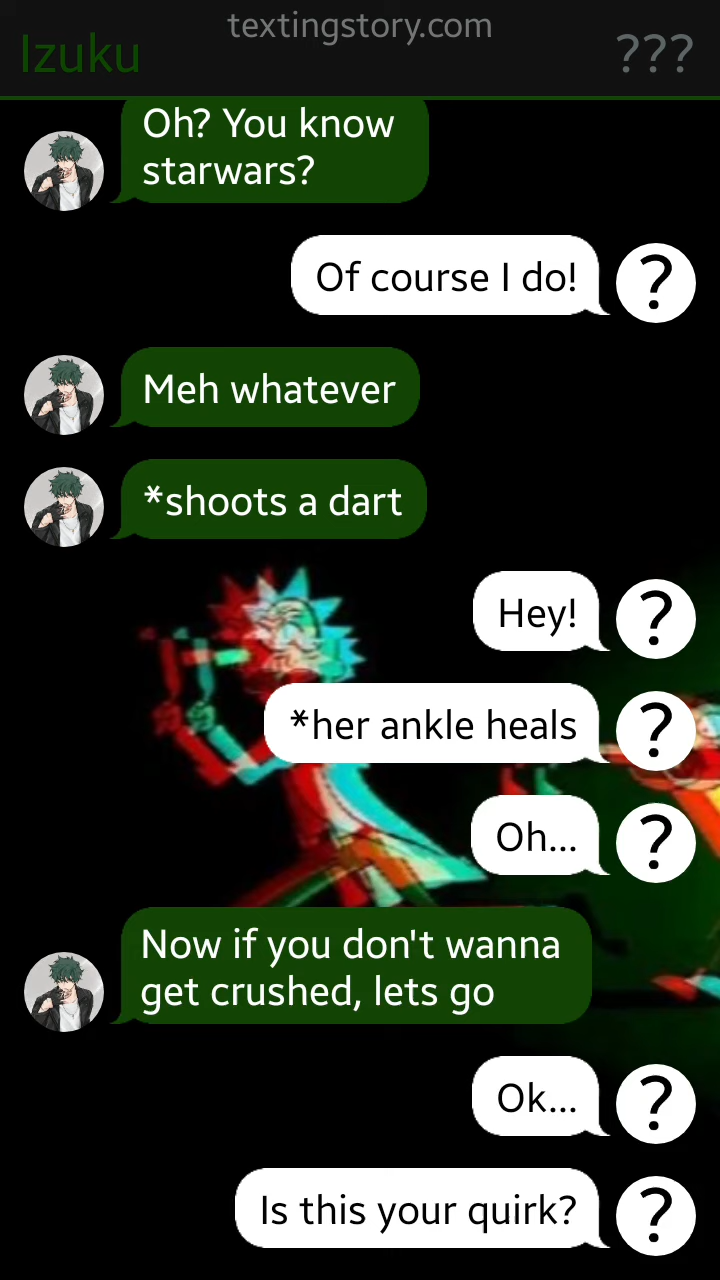 textingstory.com
Izuku
???
Oh? You know
starwars?
Of course I do!
?
Meh whatever
*shoots a dart
Hey!
?
*her ankle heals
?
Oh...
?
Now if you don't wanna
get crushed, lets go
Ok...
?
Is this your quirk?
?